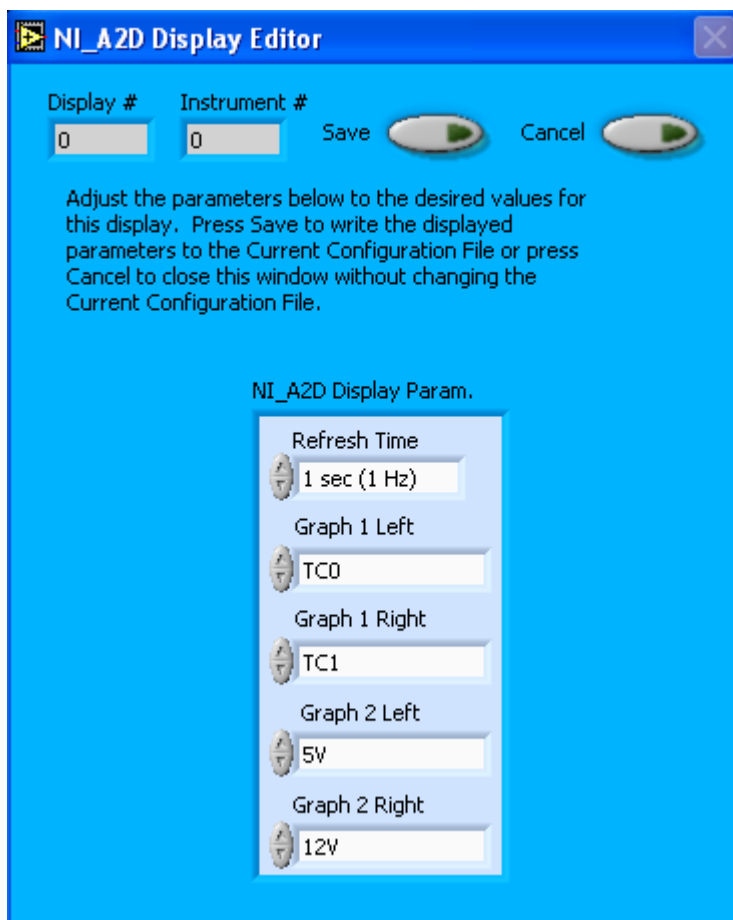 NI_A2D Display Editor
Display # Instrument #
0 0 Save Cancel
Adjust the parameters below to the desired values for
this display. Press Save to write the displayed
parameters to the Current Configuration File or press
Cancel to close this window without changing the
Current Configuration File.
NI_A2D Display Param.
Refresh Time
1 sec (1 Hz)
Graph 1 Left
TC0
Graph 1 Right
TC1
Graph 2 Left
5V
Graph 2 Right
12V